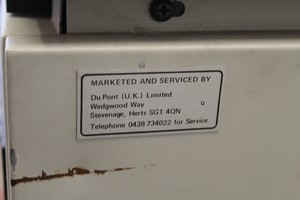 MARKETED AND SERVICED BY
Du Pont (U.K.) Limited
Wedgwood Way
Stevenage, Herts SG1 4QN
Telephone 0438 734022 for Service